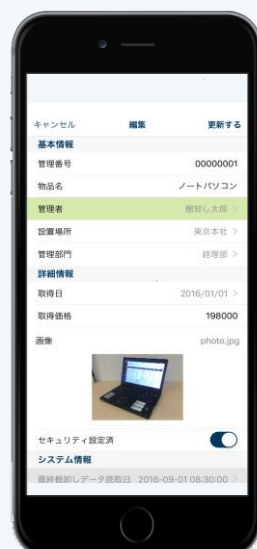 キャンセル 編集 更新する
基本情報
管理番号 00000001
物品名 ノートパソコン
管理者 棚卸し太郎 >
設置場所 東京本社 >
管理部門 経理部 >
詳細情報
取得日 2016/01/01 >
取得価格 198000
画像 photo.jpg
セキュリティ設定済
システム情報
最終棚卸しデータ読取日 2016-09-01 08:30:00 >